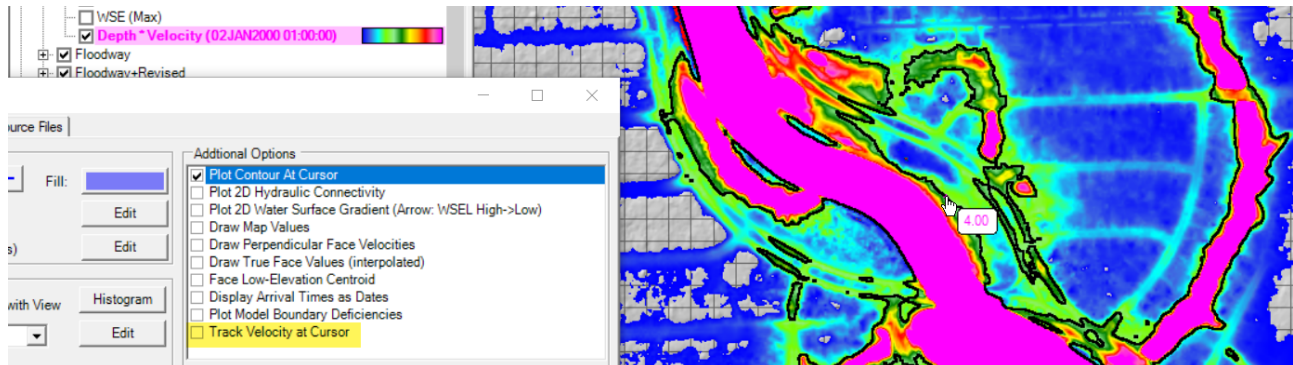 WSE (Max)
Depth * Velocity (02JAN2000 01:00:00)
Floodway
Floodway+Revised
Files
Addtional Options
Fill:
Plot Contour At Cursor
Plot 2D Hydraulic Connectivity
Edit
Plot 2D Water Surface Gradient (Arrow: WSEL High->Low)
Draw Map Values
s)
Edit
Draw Perpendicular Face Velocities
Draw True Face Values (interpolated)
Face Low-Elevation Centroid
with View
Histogram
Display Arrival Times as Dates
Plot Model Boundary Deficiencies
Edit
Track Velocity at Cursor
4.00